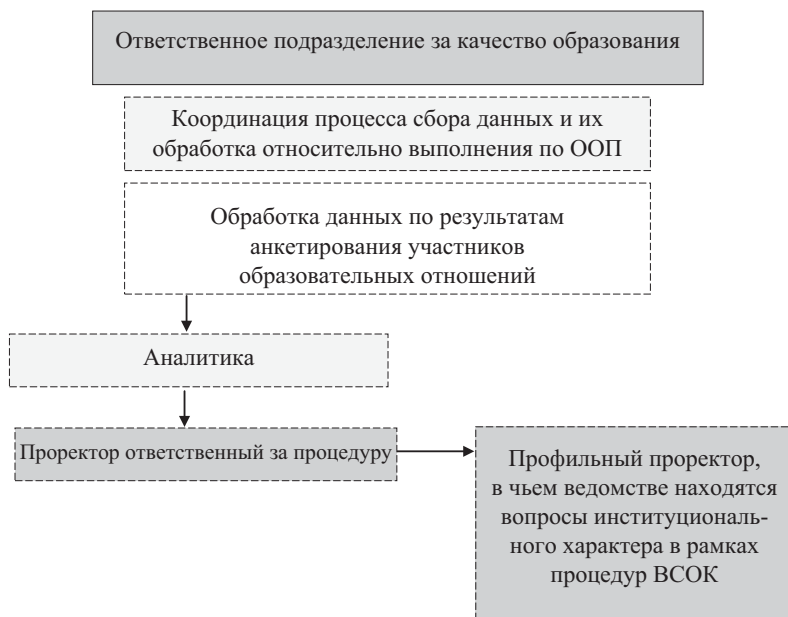 Ответственное подразделение за качество образования
Координация процесса сбора данных и их
обработка относительно выполнения по ООП
Обработка данных по результатам
анкетирования участников
образовательных отношений
Аналитика
Проректор ответственный за процедуру
Профильный проректор,
в чьем ведомстве находятся
вопросы институциональ-
ного характера в рамках
процедур ВСОК